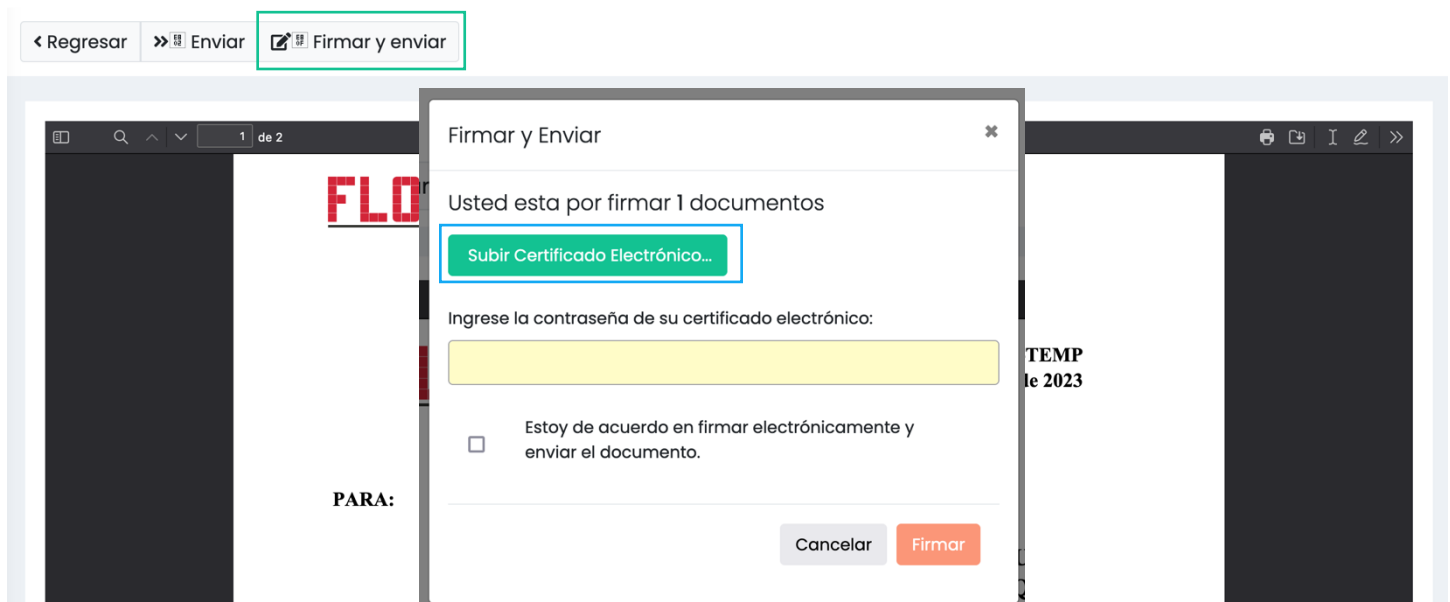 Regresar Enviar Firmar y enviar
1 de 2
Firmar y Enviar
FLO
Usted esta por firmar 1 documentos
Subir Certificado Electrónico...
Ingrese la contraseña de su certificado electrónico:
TEMP
de 2023
Estoy de acuerdo en firmar electrónicamente y
enviar el documento.
PARA:
Cancelar Firmar